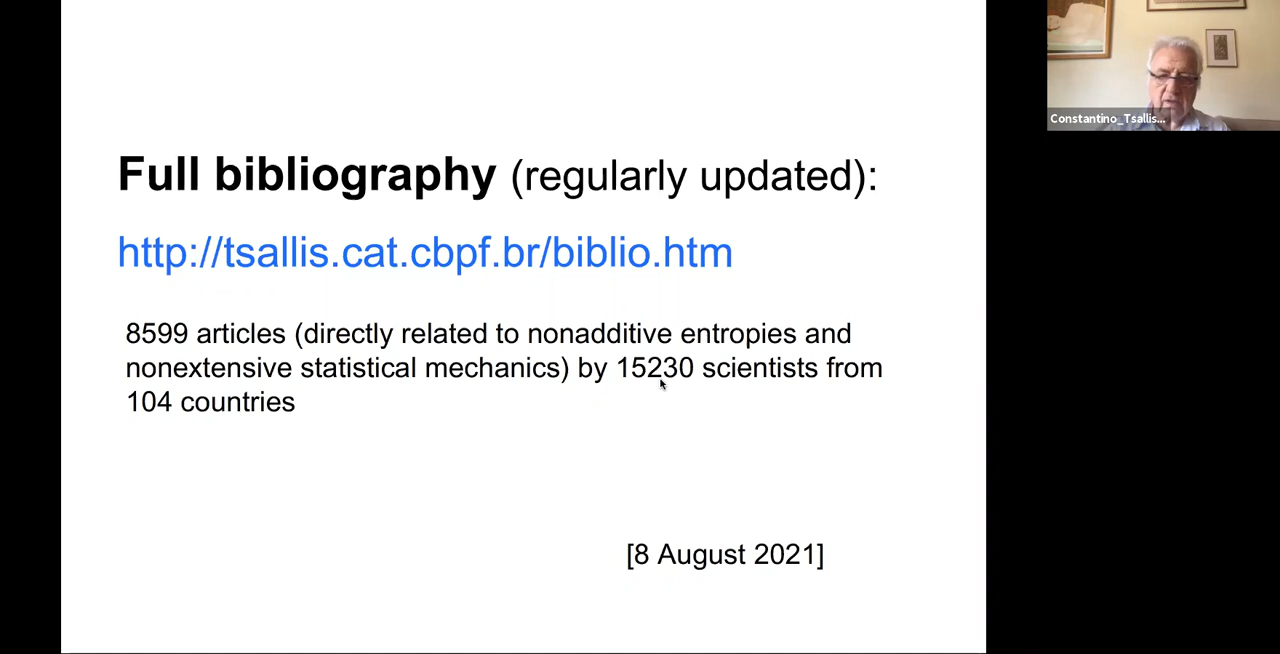 Full bibliography (regularly updated):
http://tsallis.cat.cbpf.br/biblio.htm
8599 articles (directly related to nonadditive entropies and
nonextensive statistical mechanics) by 15230 scientists from
104 countries
[8 August 2021]
Constantino_Tsallis...